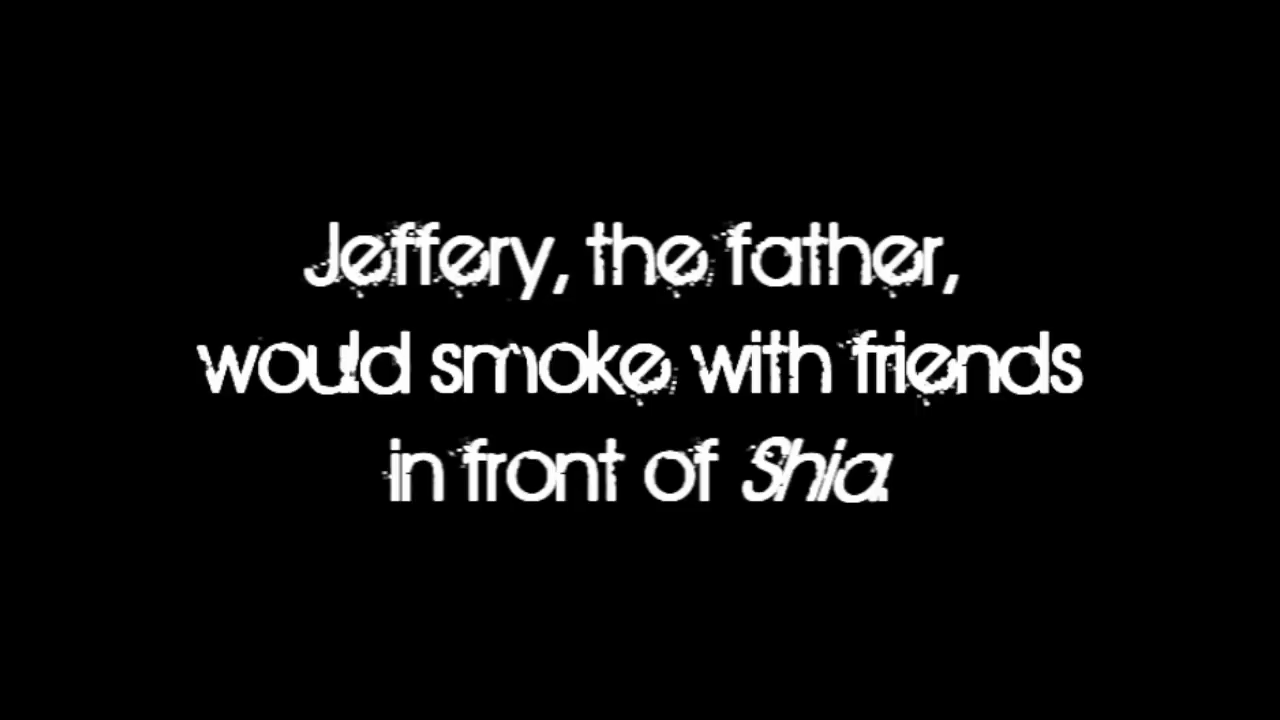 Jeffery, the father,
would smoke with friends
in front of Shia.